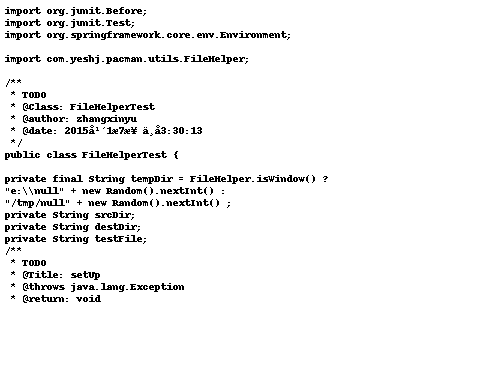 import org.junit.Before;
import org.junit.Test;
import org.springframework.core.env.Environment;
import com.yeshj.pacman.utils.FileHelper;
/**
* TODO
* @Class: FileHelperTest
* @author: zhangxinyu
* @date: 2015å¹´1æ7æ¥ ä¸å3:30:13
*/
public class FileHelperTest {
private final String tempDir = FileHelper.isWindow() ?
"e:\\null" + new Random().nextInt() :
"/tmp/null" + new Random().nextInt() ;
private String srcDir;
private String destDir;
private String testFile;
/**
* TODO
* @Title: setUp
* @throws java.lang.Exception
* @return: void